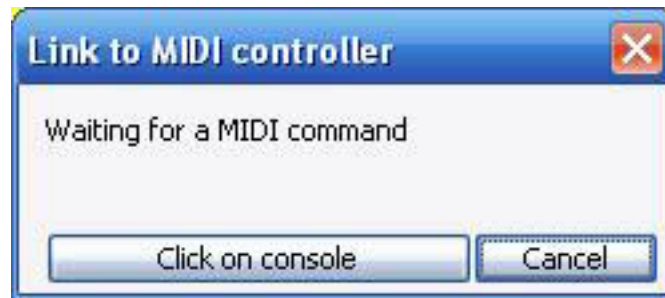 Link to MIDI controller
Waiting for a MIDI command
Click on console
Cancel